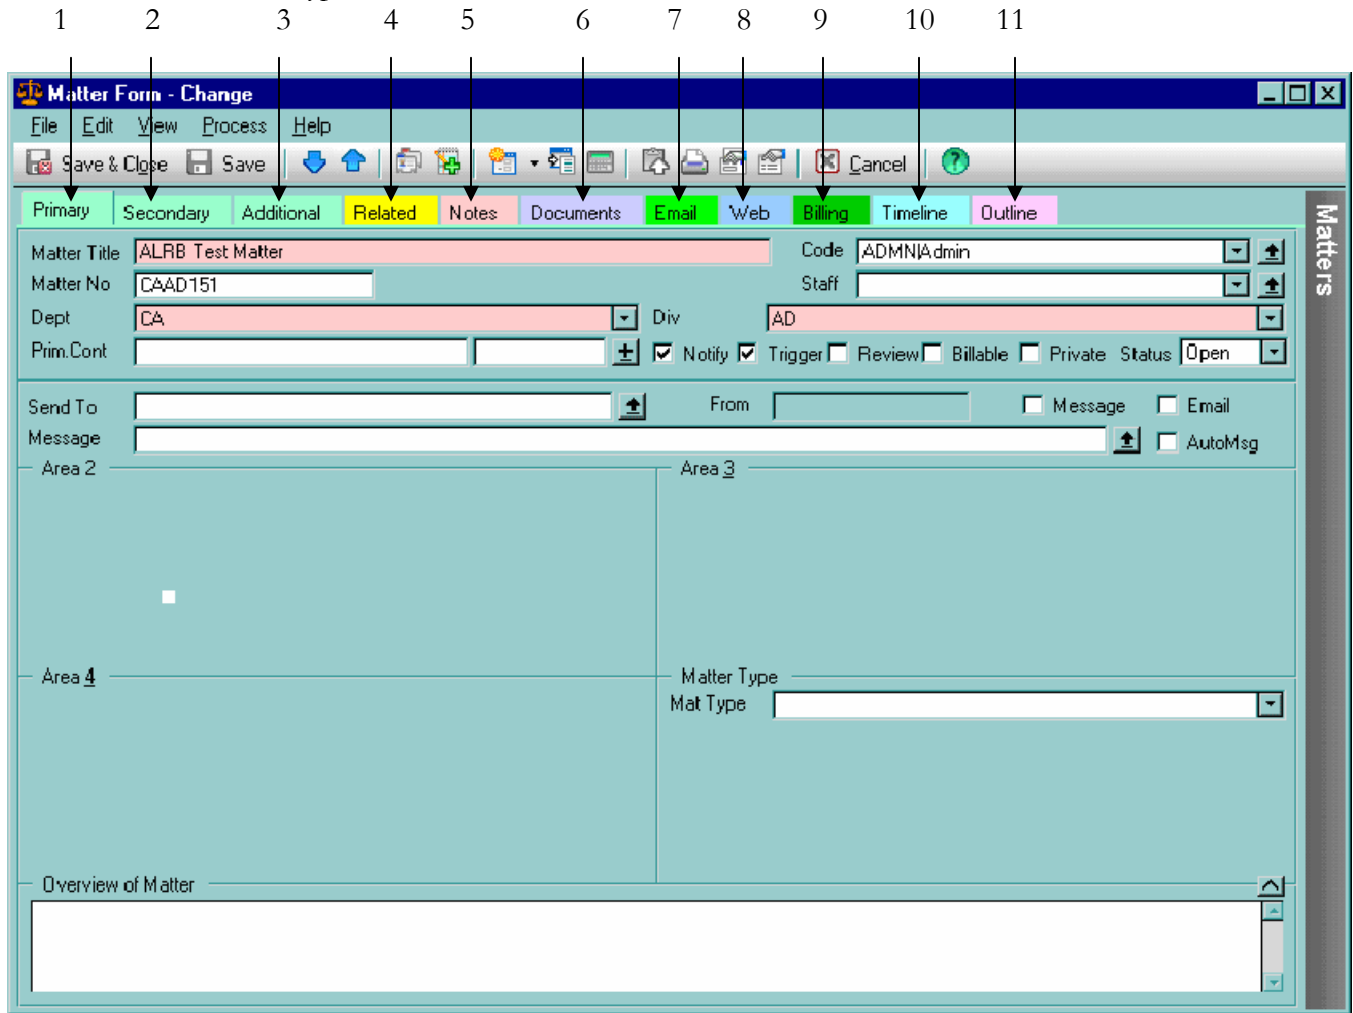 1 2 3 4 5 6 7 8 9 10 11
Matter Form - Change
File Edit View Process Help
Save & Close Save Cancel ?
Primary Secondary Additional Related Notes Documents Email Web Billing Timeline Outline
Matters
Matter Title ALRB Test Matter Code ADMN|Admin
Matter No CAAD151 Staff
Dept CA Div AD
Prim.Cont Notify Trigger Review Billable Private Status Open
Send To From Message Email
Message AutoMsg
Area 2 Area 3
Area 4 Matter Type
Mat Type
Overview of Matter